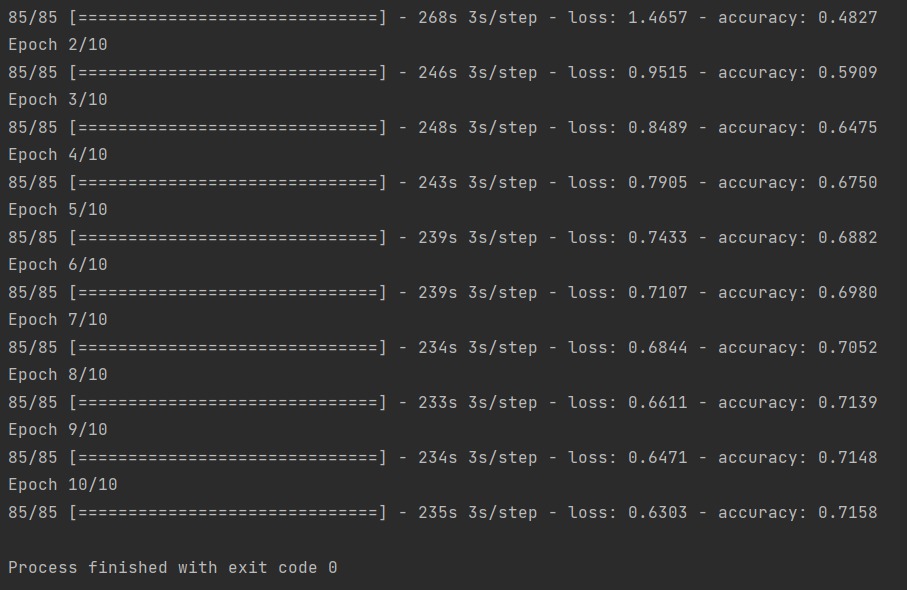 85/85 [==============================] - 268s 3s/step - loss: 1.4657 - accuracy: 0.4827
Epoch 2/10
85/85 [==============================] - 246s 3s/step - loss: 0.9515 - accuracy: 0.5909
Epoch 3/10
85/85 [==============================] - 248s 3s/step - loss: 0.8489 - accuracy: 0.6475
Epoch 4/10
85/85 [==============================] - 243s 3s/step - loss: 0.7905 - accuracy: 0.6750
Epoch 5/10
85/85 [==============================] - 239s 3s/step - loss: 0.7433 - accuracy: 0.6882
Epoch 6/10
85/85 [==============================] - 239s 3s/step - loss: 0.7107 - accuracy: 0.6980
Epoch 7/10
85/85 [==============================] - 234s 3s/step - loss: 0.6844 - accuracy: 0.7052
Epoch 8/10
85/85 [==============================] - 233s 3s/step - loss: 0.6611 - accuracy: 0.7139
Epoch 9/10
85/85 [==============================] - 234s 3s/step - loss: 0.6471 - accuracy: 0.7148
Epoch 10/10
85/85 [==============================] - 235s 3s/step - loss: 0.6303 - accuracy: 0.7158
Process finished with exit code 0